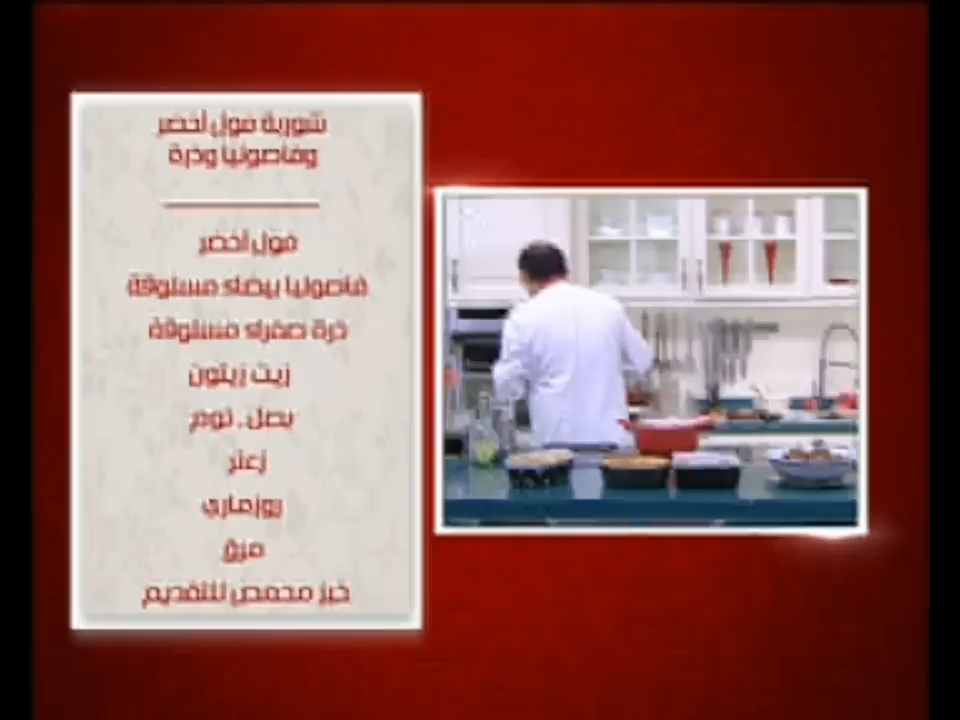 شوربة فول أخضر
وفاصوليا وذرة
فول أخضر
فاصوليا بيضاء مسلوقة
ذرة صفراء مسلوقة
زيت زيتون
بصل . ثوم
زعتر
روزماري
مرق
خبز محمص للتقديم